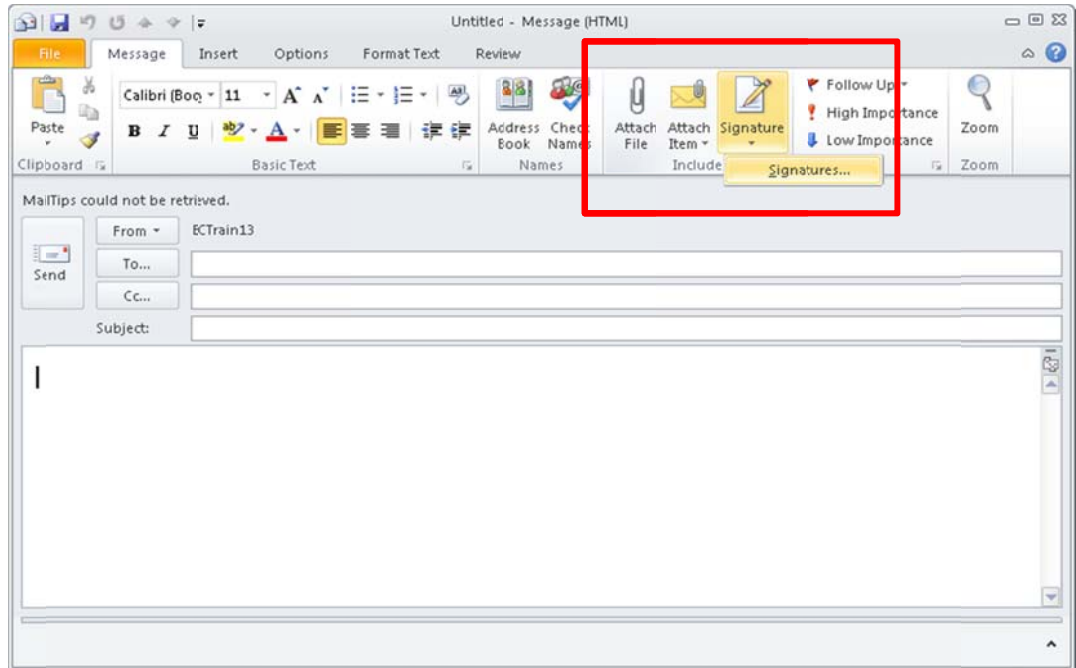 Untitled - Message (HTML)
File Message Insert Options Format Text Review
Calibri (Boo 11 A A Follow Up
Paste B I U ab A Address Book Check Names Attach File Attach Item Signature High Importance Zoom
Low Importance
Clipboard Basic Text Names Include Signatures... Zoom
MailTips could not be retrieved.
From ECTrain13
Send To...
Cc...
Subject: